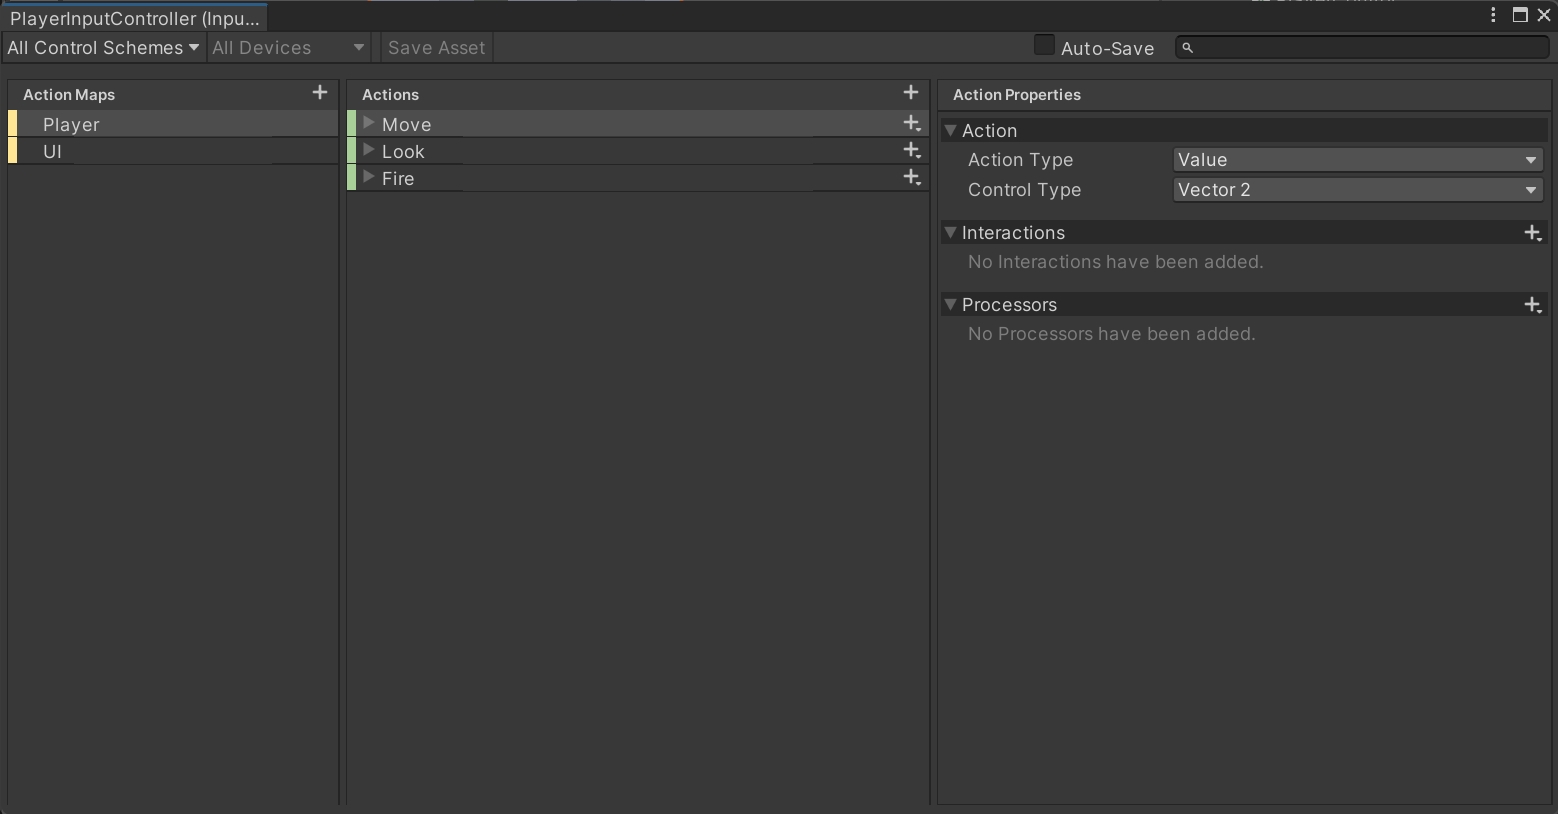 PlayerInputController (Inpu...
All Control Schemes
All Devices
Save Asset
Auto-Save
Action Maps
Player
UI
Actions
Move
Look
Fire
Action Properties
Action
Action Type Value
Control Type Vector 2
Interactions
No Interactions have been added.
Processors
No Processors have been added.